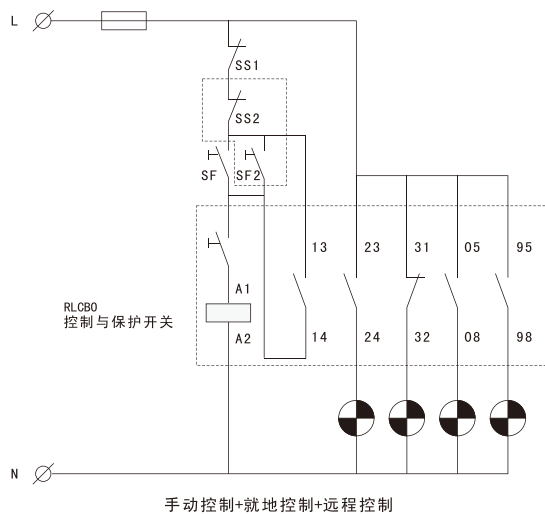 L
SS1
SS2
SF SF2
13 23 31 05 95
A1
RLCBO
控制与保护开关
A2 14 24 32 08 98
N
手动控制+就地控制+远程控制